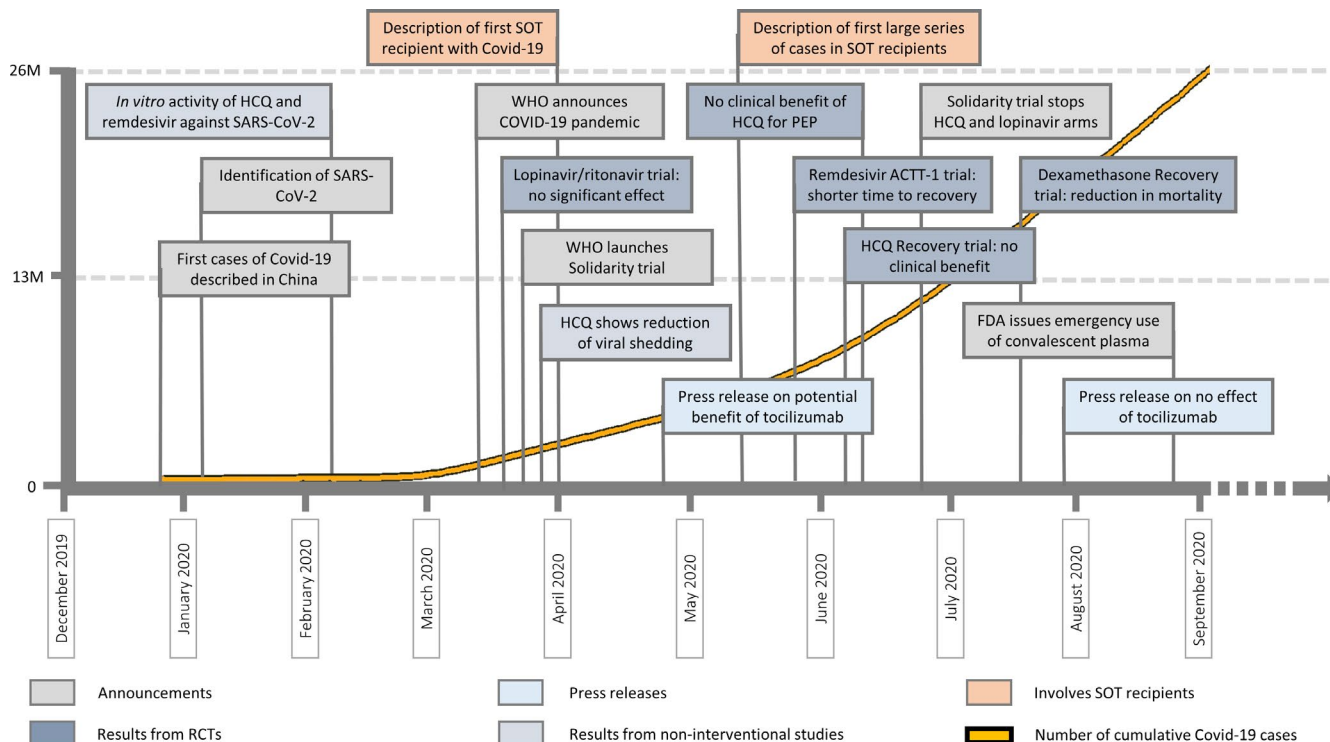 Description of first SOT
recipient with Covid-19
Description of first large series
of cases in SOT recipients
26M
In vitro activity of HCQ and
remdesivir against SARS-CoV-2
WHO announces
COVID-19 pandemic
No clinical benefit of
HCQ for PEP
Solidarity trial stops
HCQ and lopinavir arms
Identification of SARS-
CoV-2
Lopinavir/ritonavir trial:
no significant effect
Remdesivir ACTT-1 trial:
shorter time to recovery
Dexamethasone Recovery
trial: reduction in mortality
First cases of Covid-19
described in China
WHO launches
Solidarity trial
HCQ Recovery trial: no
clinical benefit
13M
HCQ shows reduction
of viral shedding
FDA issues emergency use
of convalescent plasma
Press release on potential
benefit of tocilizumab
Press release on no effect
of tocilizumab
0
December 2019
January 2020
February 2020
March 2020
April 2020
May 2020
June 2020
July 2020
August 2020
September 2020
Announcements
Press releases
Involves SOT recipients
Results from RCTs
Results from non-interventional studies
Number of cumulative Covid-19 cases